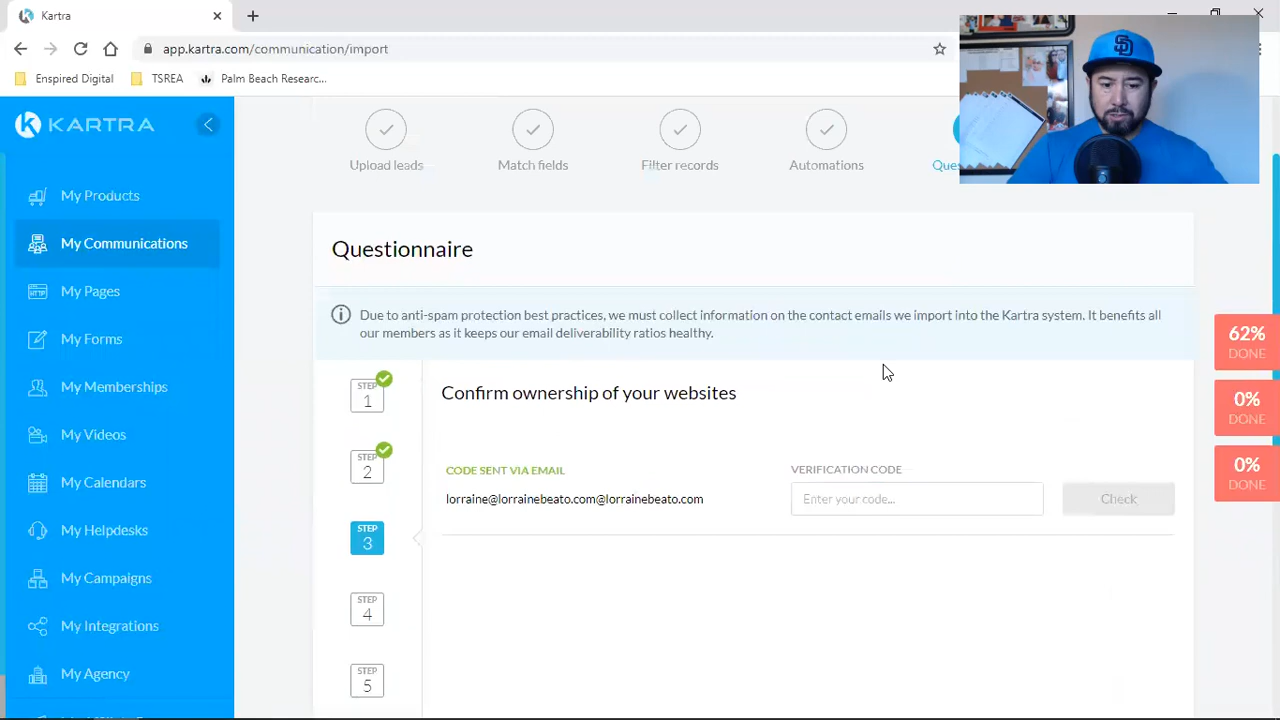 Kartra
app.kartra.com/communication/import
Enspired Digital
TSREA
Palm Beach Researc...
KARTRA
My Products
My Communications
My Pages
My Forms
My Memberships
My Videos
My Calendars
My Helpdesks
My Campaigns
My Integrations
My Agency
Upload leads
Match fields
Filter records
Automations
SD
Questionnaire
Due to anti-spam protection best practices, we must collect information on the contact emails we import into the Kartra system. It benefits all
our members as it keeps our email deliverability ratios healthy.
STEP
1
STEP
2
STEP
3
STEP
4
STEP
5
Confirm ownership of your websites
CODE SENT VIA EMAIL
VERIFICATION CODE
lorraine@lorrainebeato.com@lorrainebeato.com
Enter your code...
Check
62%
DONE
0%
DONE
0%
DONE